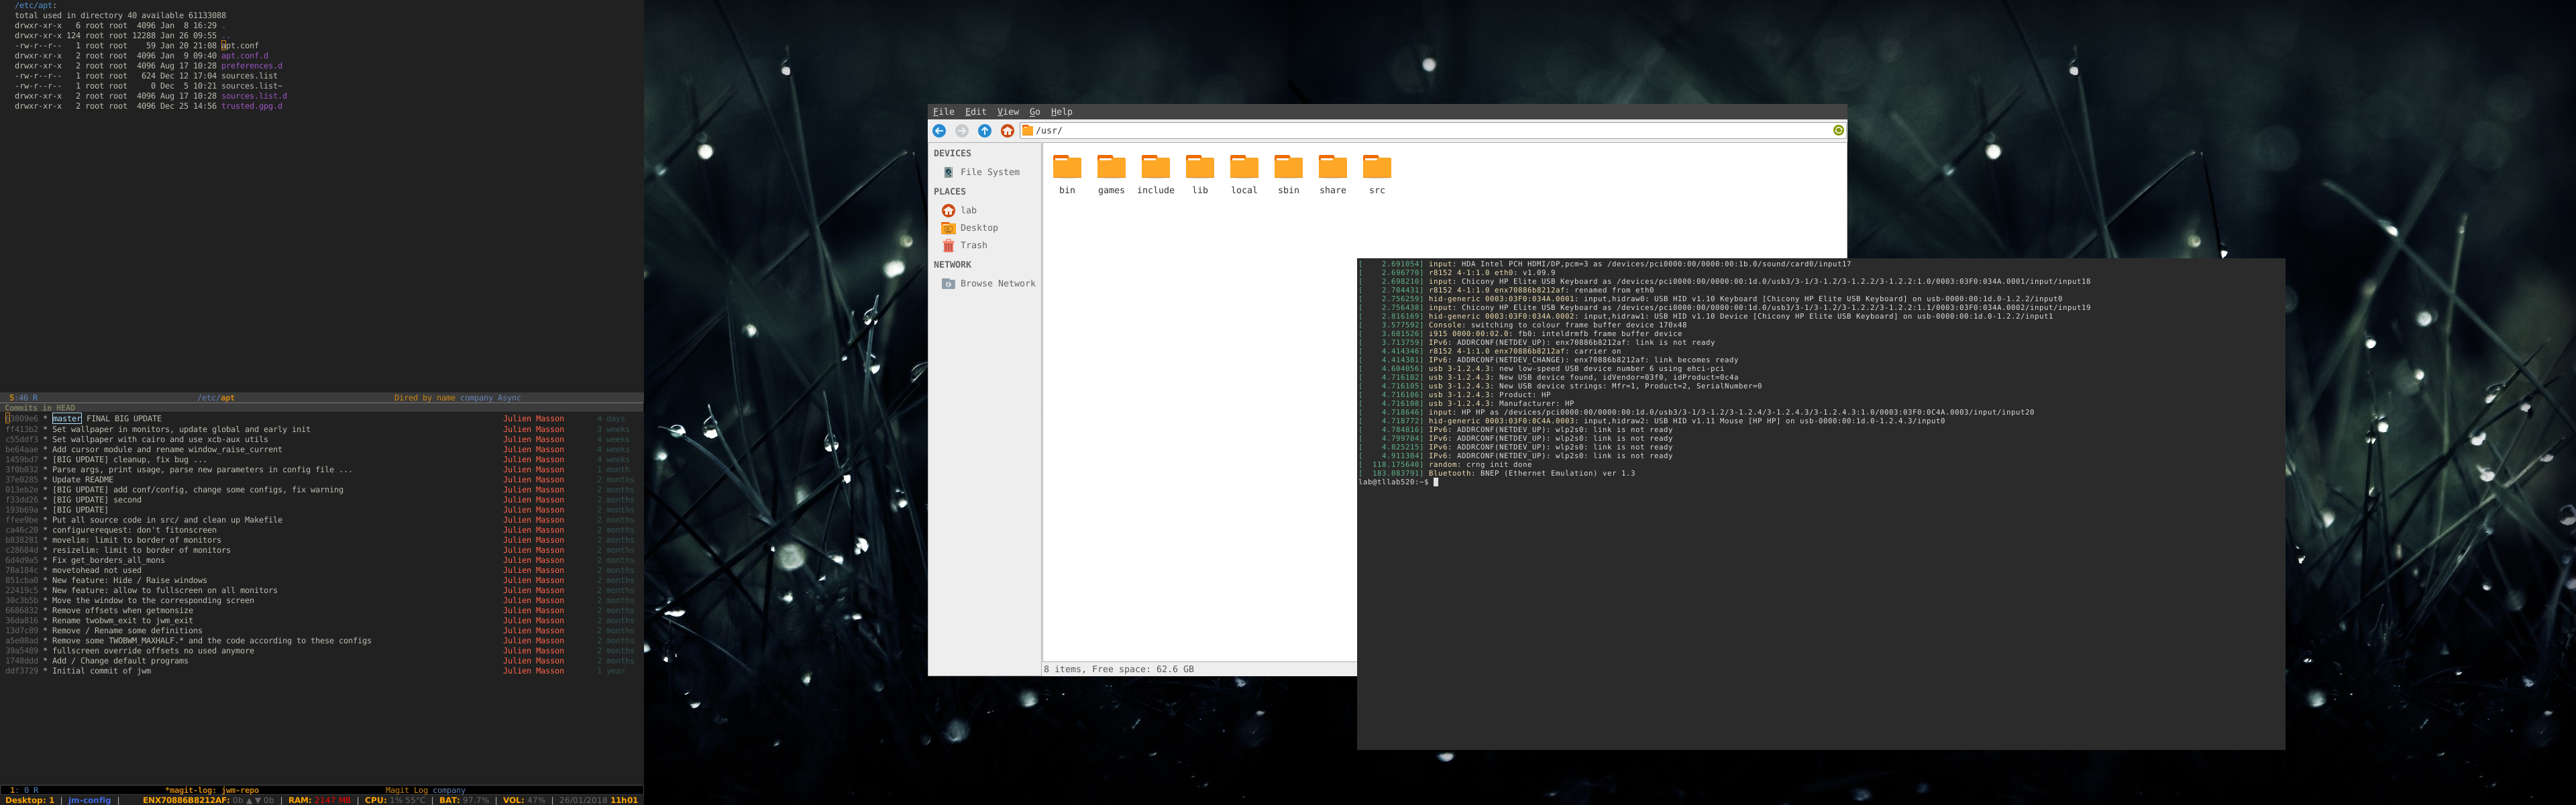 /etc/apt:
total used in directory 40 available 61133088
drwxr-xr-x   6 root root  4096 Jan  8 16:29 .
drwxr-xr-x 124 root root 12288 Jan 26 09:55 ..
-rw-r--r--   1 root root    59 Jan 20 21:08 apt.conf
drwxr-xr-x   2 root root  4096 Jan  9 09:40 apt.conf.d
drwxr-xr-x   2 root root  4096 Aug 17 10:28 preferences.d
-rw-r--r--   1 root root   624 Dec 12 17:04 sources.list
-rw-r--r--   1 root root     0 Dec  5 10:21 sources.list~
drwxr-xr-x   2 root root  4096 Aug 17 10:28 sources.list.d
drwxr-xr-x   2 root root  4096 Dec 25 14:56 trusted.gpg.d
5:46 R /etc/apt Dired by name company Async
Commits in HEAD
3809e6 * master FINAL BIG UPDATE Julien Masson 4 days
ff413b2 * Set wallpaper in monitors, update global and early init Julien Masson 3 weeks
c55ddf3 * Set wallpaper with cairo and use xcb-aux utils Julien Masson 4 weeks
be64aae * Add cursor module and rename window_raise_current Julien Masson 4 weeks
1459bd7 * [BIG UPDATE] cleanup, fix bug ... Julien Masson 4 weeks
3f0b032 * Parse args, print usage, parse new parameters in config file ... Julien Masson 1 month
37e0285 * Update README Julien Masson 2 months
013eb2e * [BIG UPDATE] add conf/config, change some configs, fix warning Julien Masson 2 months
f33dd26 * [BIG UPDATE] second Julien Masson 2 months
193b69a * [BIG UPDATE] Julien Masson 2 months
ffee9be * Put all source code in src/ and clean up Makefile Julien Masson 2 months
ca46c20 * configurerequest: don't fitonscreen Julien Masson 2 months
b838281 * movelim: limit to border of monitors Julien Masson 2 months
c28684d * resizelim: limit to border of monitors Julien Masson 2 months
6d4d9a5 * Fix get_borders_all_mons Julien Masson 2 months
78a184c * movetohead not used Julien Masson 2 months
851cba0 * New feature: Hide / Raise windows Julien Masson 2 months
22419c5 * New feature: allow to fullscreen on all monitors Julien Masson 2 months
30c3b5b * Move the window to the corresponding screen Julien Masson 2 months
6686832 * Remove offsets when getmonsize Julien Masson 2 months
36da816 * Rename twobwm_exit to jwm_exit Julien Masson 2 months
13d7c89 * Remove / Rename some definitions Julien Masson 2 months
a5e08ad * Remove some TWOBWM_MAXHALF.* and the code according to these configs Julien Masson 2 months
39a5489 * fullscreen override offsets no used anymore Julien Masson 2 months
1748ddd * Add / Change default programs Julien Masson 2 months
ddf3729 * Initial commit of jwm Julien Masson 1 year
1: 0 R *magit-log: jwm-repo Magit Log company
Desktop: 1 | jm-config | ENX70886B8212AF: 0b ▲▼ 0b | RAM: 2147 MB | CPU: 1% 55°C | BAT: 97.7% | VOL: 47% | 26/01/2018 11h01
File Edit View Go Help
/usr/
DEVICES
File System
PLACES
lab
Desktop
Trash
NETWORK
Browse Network
bin games include lib local sbin share src
8 items, Free space: 62.6 GB
[    2.691054] input: HDA Intel PCH HDMI/DP,pcm=3 as /devices/pci0000:00/0000:00:1b.0/sound/card0/input17
[    2.696770] r8152 4-1:1.0 eth0: v1.09.9
[    2.698210] input: Chicony HP Elite USB Keyboard as /devices/pci0000:00/0000:00:1d.0/usb3/3-1/3-1.2/3-1.2.2/3-1.2.2:1.0/0003:03F0:034A.0001/input/input18
[    2.704431] r8152 4-1:1.0 enx70886b8212af: renamed from eth0
[    2.756259] hid-generic 0003:03F0:034A.0001: input,hidraw0: USB HID v1.10 Keyboard [Chicony HP Elite USB Keyboard] on usb-0000:00:1d.0-1.2.2/input0
[    2.756438] input: Chicony HP Elite USB Keyboard as /devices/pci0000:00/0000:00:1d.0/usb3/3-1/3-1.2/3-1.2.2/3-1.2.2:1.1/0003:03F0:034A.0002/input/input19
[    2.816169] hid-generic 0003:03F0:034A.0002: input,hidraw1: USB HID v1.10 Device [Chicony HP Elite USB Keyboard] on usb-0000:00:1d.0-1.2.2/input1
[    3.577592] Console: switching to colour frame buffer device 170x48
[    3.601526] i915 0000:00:02.0: fb0: inteldrmfb frame buffer device
[    3.713759] IPv6: ADDRCONF(NETDEV_UP): enx70886b8212af: link is not ready
[    4.414346] r8152 4-1:1.0 enx70886b8212af: carrier on
[    4.414381] IPv6: ADDRCONF(NETDEV_CHANGE): enx70886b8212af: link becomes ready
[    4.604056] usb 3-1.2.4.3: new low-speed USB device number 6 using ehci-pci
[    4.716102] usb 3-1.2.4.3: New USB device found, idVendor=03f0, idProduct=0c4a
[    4.716105] usb 3-1.2.4.3: New USB device strings: Mfr=1, Product=2, SerialNumber=0
[    4.716106] usb 3-1.2.4.3: Product: HP
[    4.716108] usb 3-1.2.4.3: Manufacturer: HP
[    4.718646] input: HP HP as /devices/pci0000:00/0000:00:1d.0/usb3/3-1/3-1.2/3-1.2.4/3-1.2.4.3/3-1.2.4.3:1.0/0003:03F0:0C4A.0003/input/input20
[    4.718772] hid-generic 0003:03F0:0C4A.0003: input,hidraw2: USB HID v1.11 Mouse [HP HP] on usb-0000:00:1d.0-1.2.4.3/input0
[    4.784816] IPv6: ADDRCONF(NETDEV_UP): wlp2s0: link is not ready
[    4.799704] IPv6: ADDRCONF(NETDEV_UP): wlp2s0: link is not ready
[    4.825215] IPv6: ADDRCONF(NETDEV_UP): wlp2s0: link is not ready
[    4.911304] IPv6: ADDRCONF(NETDEV_UP): wlp2s0: link is not ready
[  118.175640] random: crng init done
[  183.083791] Bluetooth: BNEP (Ethernet Emulation) ver 1.3
lab@tllab520:~$